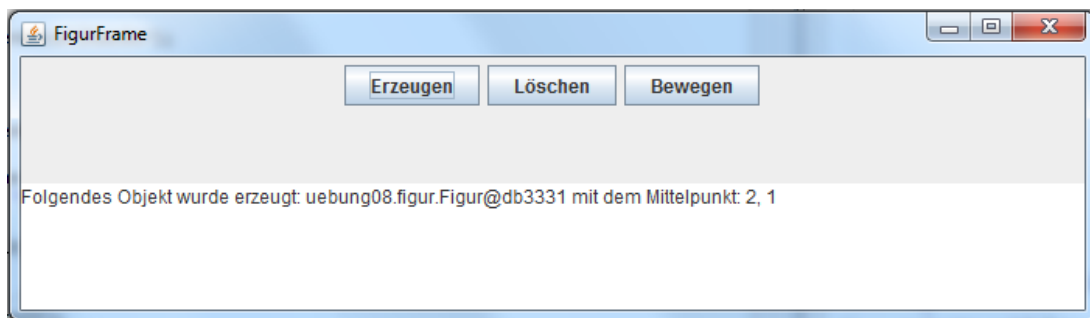 FigurFrame
Erzeugen Löschen Bewegen
Folgendes Objekt wurde erzeugt: uebung08.figur.Figur@db3331 mit dem Mittelpunkt: 2, 1